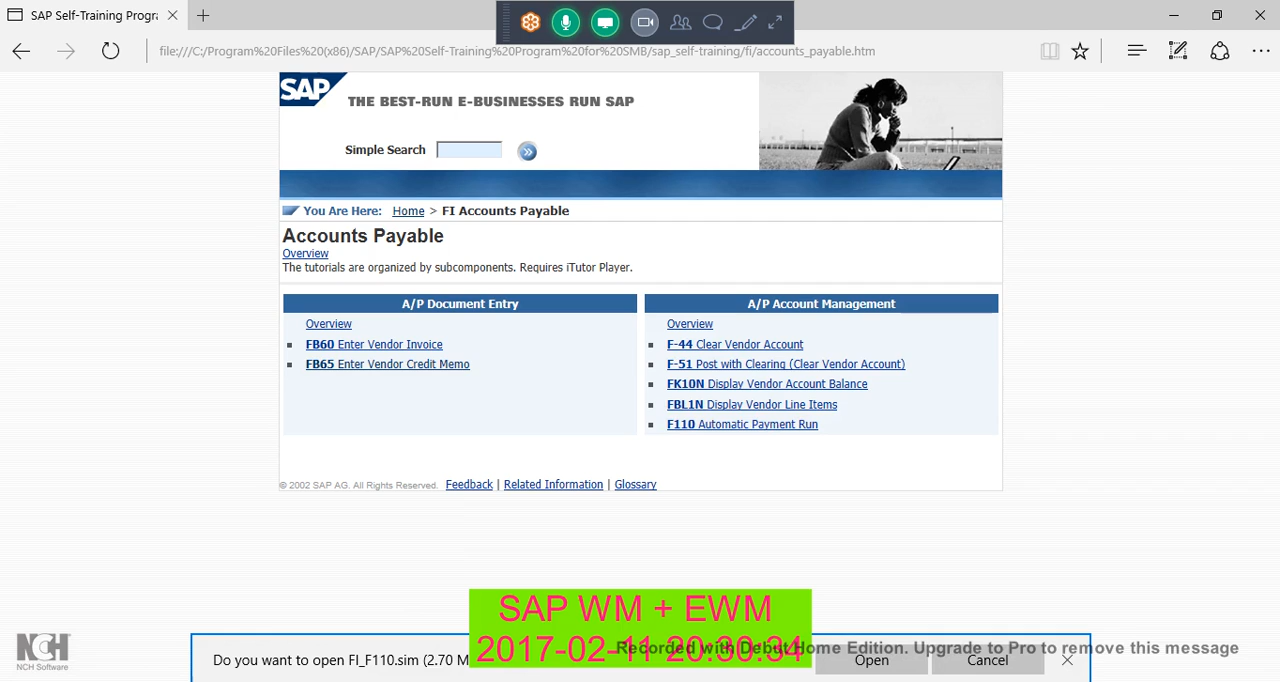 SAP Self-Training Progra
file:///C:/Program%20Files%20(x86)/SAP/SAP%20Self-Training%20Program%20for%20SMB/sap_self-training/fi/accounts_payable.htm
SAP
THE BEST-RUN E-BUSINESSES RUN SAP
Simple Search
You Are Here: Home > FI Accounts Payable
Accounts Payable
Overview
The tutorials are organized by subcomponents. Requires iTutor Player.
A/P Document Entry
Overview
FB60 Enter Vendor Invoice
FB65 Enter Vendor Credit Memo
A/P Account Management
Overview
F-44 Clear Vendor Account
F-51 Post with Clearing (Clear Vendor Account)
FK10N Display Vendor Account Balance
FBL1N Display Vendor Line Items
F110 Automatic Payment Run
© 2002 SAP AG. All Rights Reserved. Feedback | Related Information | Glossary
SAP WM + EWM
2017-02-11 20:30:34
Recorded with Debut Home Edition. Upgrade to Pro to remove this message
NCH
NCH Software
Do you want to open FI_F110.sim (2.70 M
Open
Cancel